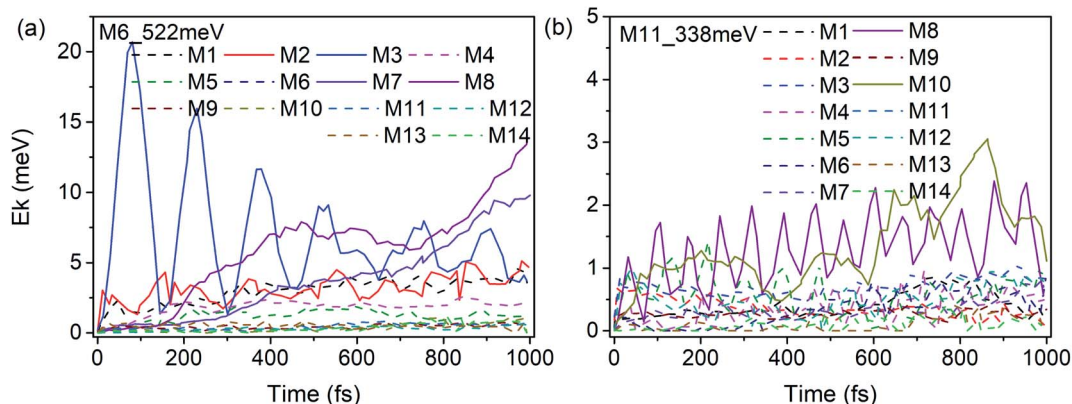 (a)
M6_522meV
M1 M2 M3 M4
M5 M6 M7 M8
M9 M10 M11 M12
M13 M14
20
15
10
5
0
Ek (meV)
0 200 400 600 800 1000
Time (fs)
(b)
M11_338meV
M1 M8
M2 M9
M3 M10
M4 M11
M5 M12
M6 M13
M7 M14
5
4
3
2
1
0
0 200 400 600 800 1000
Time (fs)